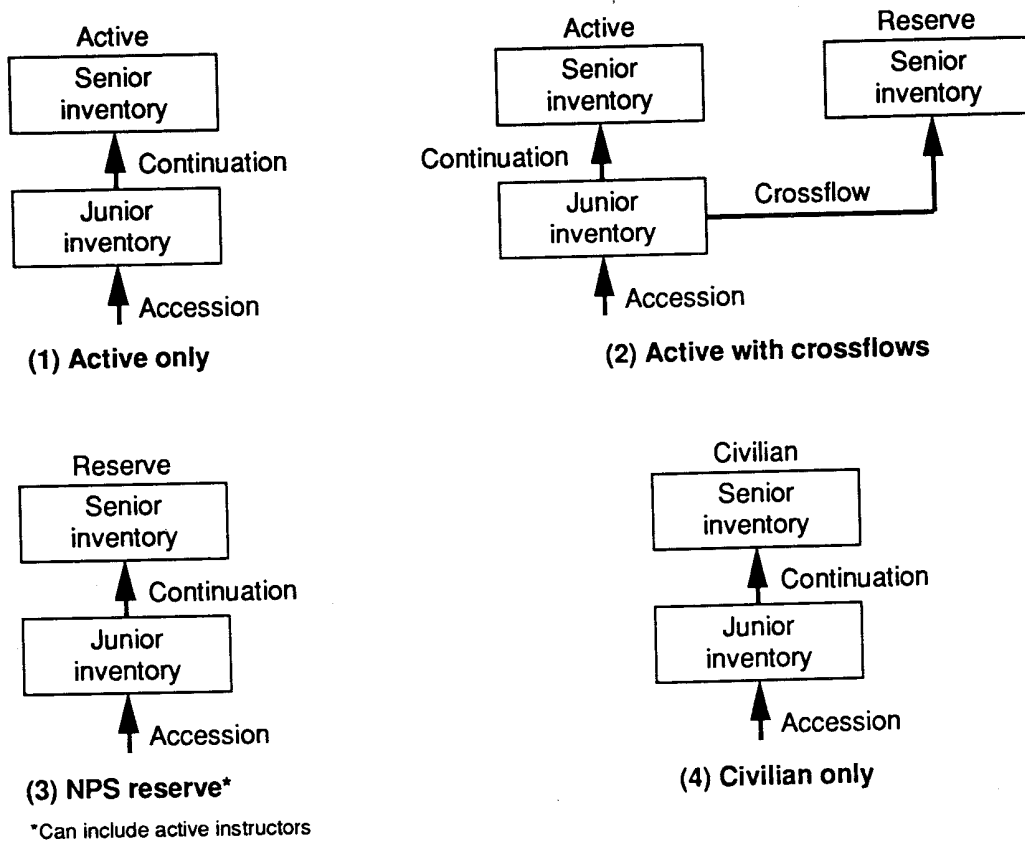 Active
Senior
inventory
Continuation
Junior
inventory
Accession
(1) Active only
Active
Senior
inventory
Reserve
Senior
inventory
Continuation
Junior
inventory
Crossflow
Accession
(2) Active with crossflows
Reserve
Senior
inventory
Continuation
Junior
inventory
Accession
(3) NPS reserve*
*Can include active instructors
Civilian
Senior
inventory
Continuation
Junior
inventory
Accession
(4) Civilian only